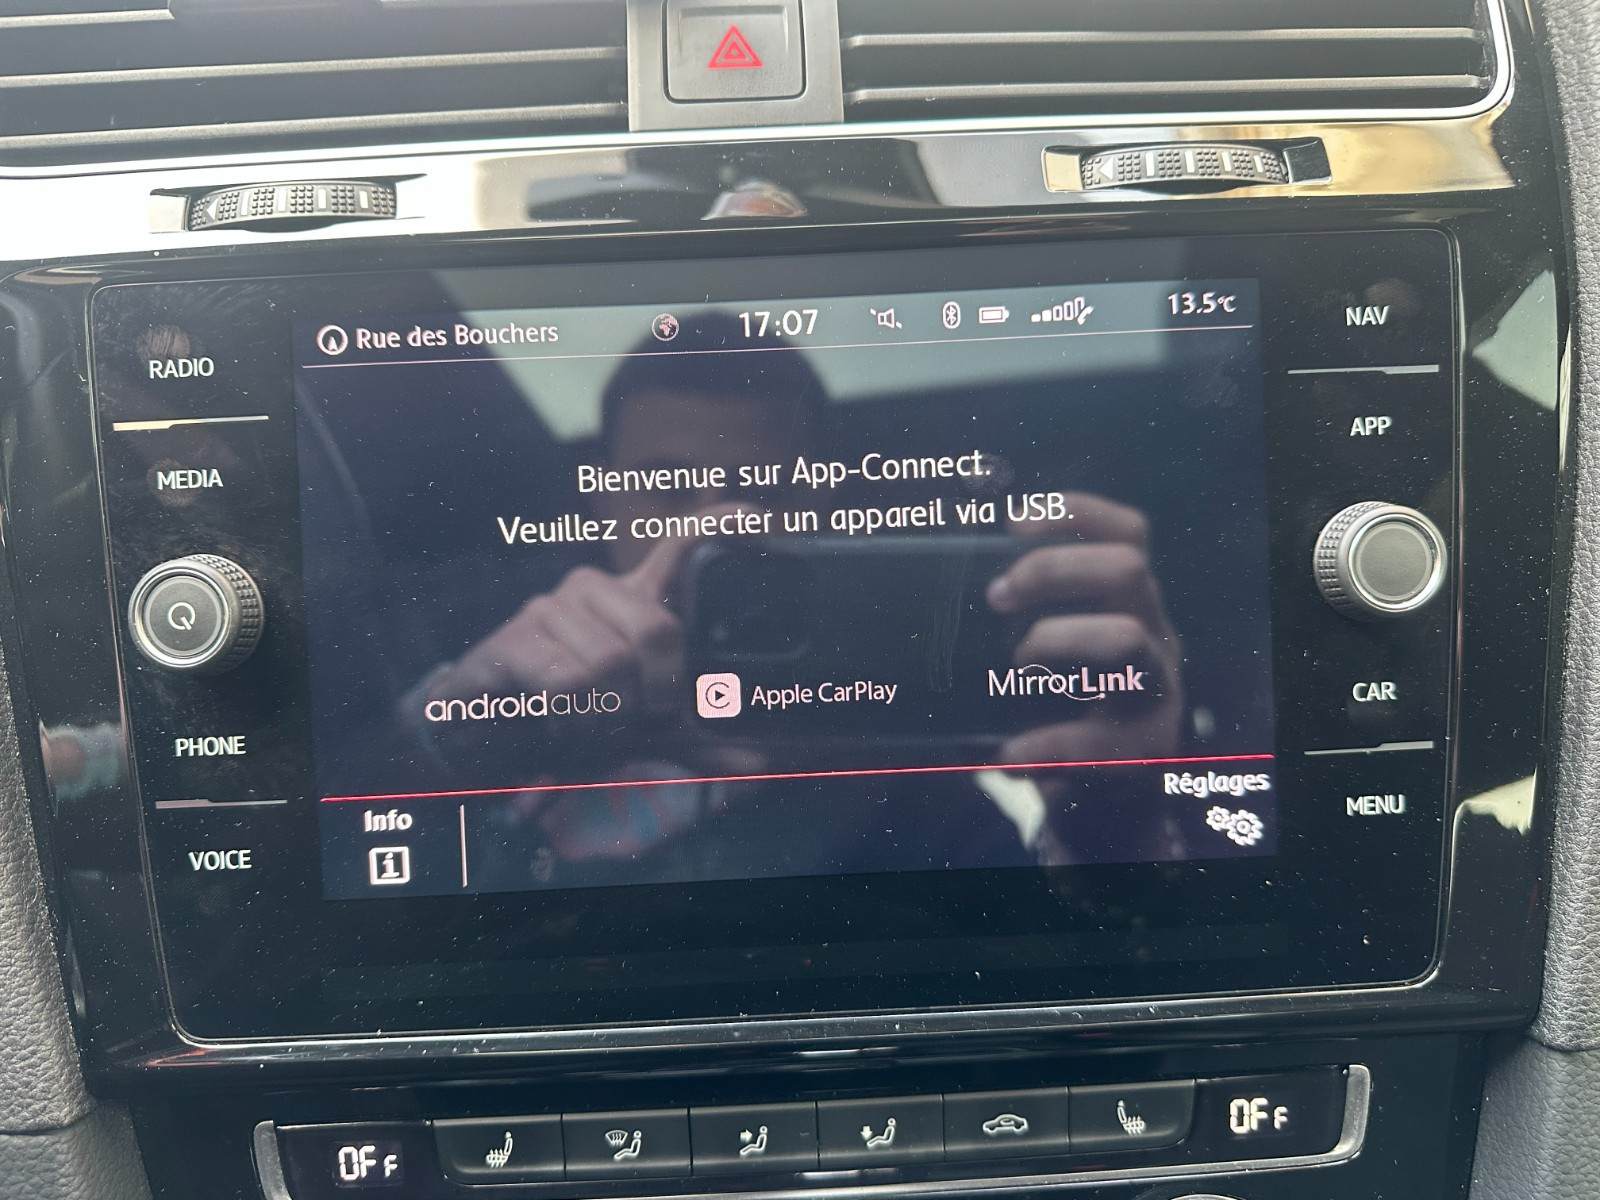 Rue des Bouchers 17:07 13.5°C
RADIO
MEDIA
PHONE
VOICE
Bienvenue sur App-Connect.
Veuillez connecter un appareil via USB.
androidauto Apple CarPlay MirrorLink
Info
Réglages
NAV
APP
CAR
MENU
OFF OFF